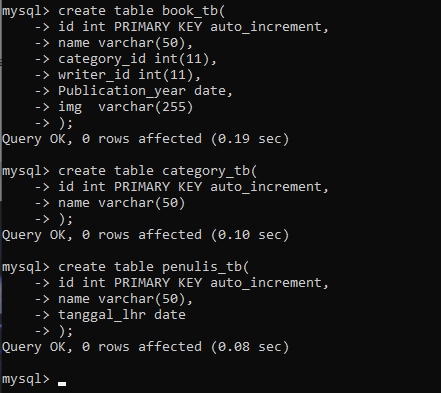 mysql> create table book_tb(
    -> id int PRIMARY KEY auto_increment,
    -> name varchar(50),
    -> category_id int(11),
    -> writer_id int(11),
    -> Publication_year date,
    -> img  varchar(255)
    -> );
Query OK, 0 rows affected (0.19 sec)

mysql> create table category_tb(
    -> id int PRIMARY KEY auto_increment,
    -> name varchar(50)
    -> );
Query OK, 0 rows affected (0.10 sec)

mysql> create table penulis_tb(
    -> id int PRIMARY KEY auto_increment,
    -> name varchar(50),
    -> tanggal_lhr date
    -> );
Query OK, 0 rows affected (0.08 sec)

mysql>